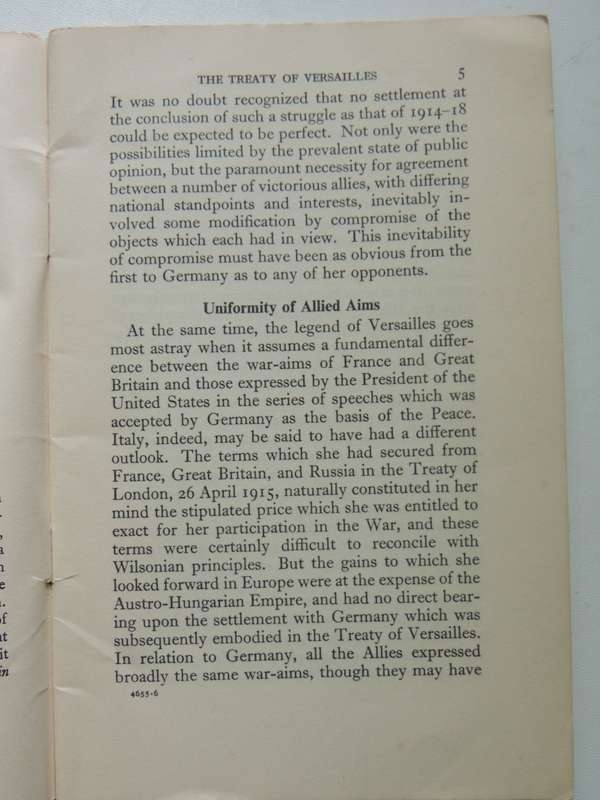 THE TREATY OF VERSAILLES 5
It was no doubt recognized that no settlement at
the conclusion of such a struggle as that of 1914–18
could be expected to be perfect. Not only were the
possibilities limited by the prevalent state of public
opinion, but the paramount necessity for agreement
between a number of victorious allies, with differing
national standpoints and interests, inevitably in-
volved some modification by compromise of the
objects which each had in view. This inevitability
of compromise must have been as obvious from the
first to Germany as to any of her opponents.
Uniformity of Allied Aims
At the same time, the legend of Versailles goes
most astray when it assumes a fundamental differ-
ence between the war-aims of France and Great
Britain and those expressed by the President of the
United States in the series of speeches which was
accepted by Germany as the basis of the Peace.
Italy, indeed, may be said to have had a different
outlook. The terms which she had secured from
France, Great Britain, and Russia in the Treaty of
London, 26 April 1915, naturally constituted in her
mind the stipulated price which she was entitled to
exact for her participation in the War, and these
terms were certainly difficult to reconcile with
Wilsonian principles. But the gains to which she
looked forward in Europe were at the expense of the
Austro-Hungarian Empire, and had no direct bear-
ing upon the settlement with Germany which was
subsequently embodied in the Treaty of Versailles.
In relation to Germany, all the Allies expressed
broadly the same war-aims, though they may have
4655-6